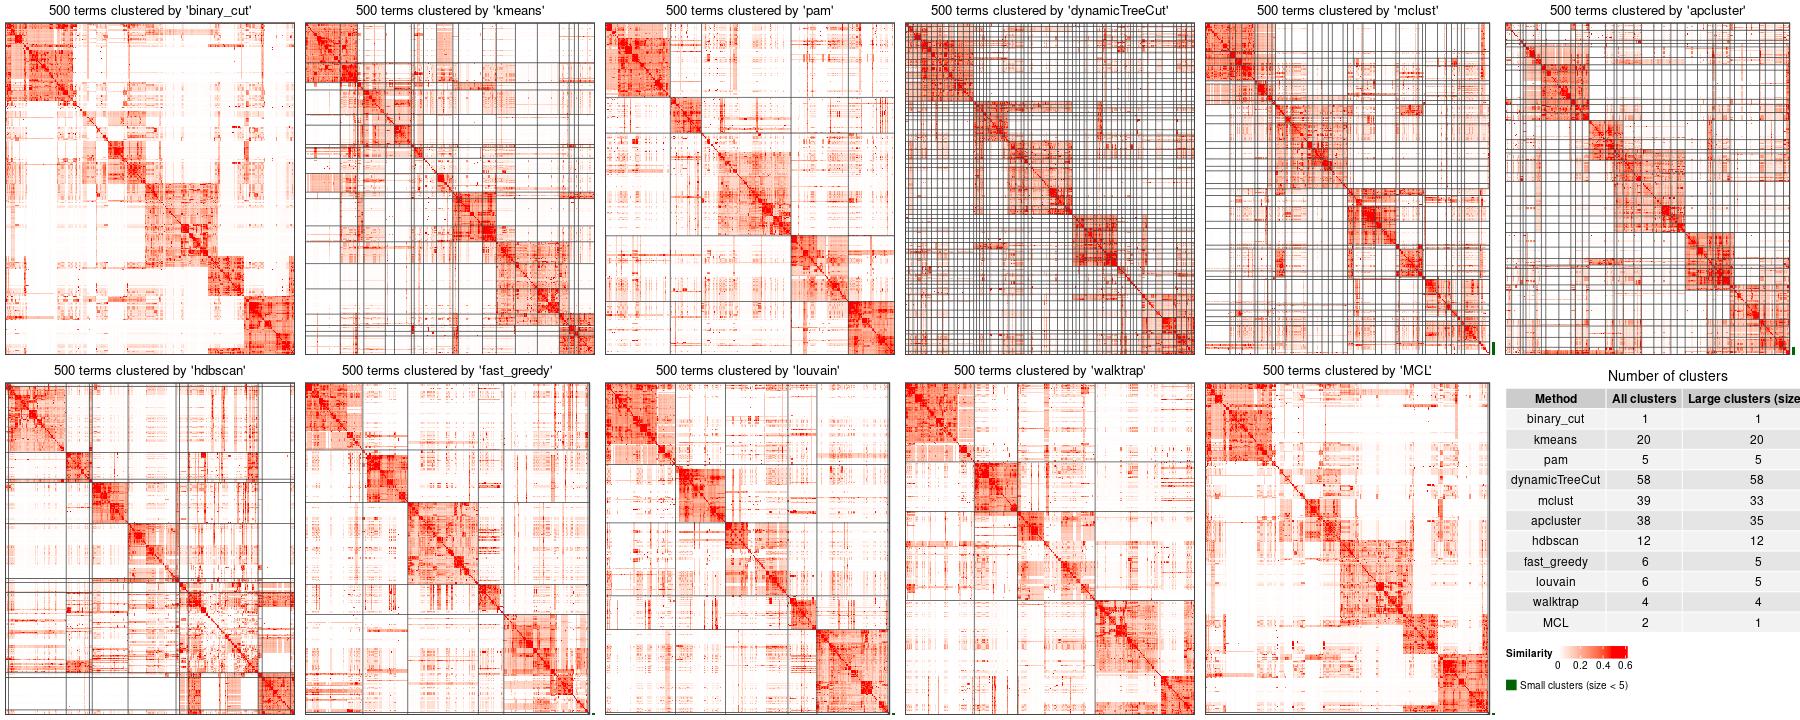 500 terms clustered by 'binary_cut'
500 terms clustered by 'kmeans'
500 terms clustered by 'pam'
500 terms clustered by 'dynamicTreeCut'
500 terms clustered by 'mclust'
500 terms clustered by 'apcluster'
500 terms clustered by 'hdbscan'
500 terms clustered by 'fast_greedy'
500 terms clustered by 'louvain'
500 terms clustered by 'walktrap'
500 terms clustered by 'MCL'
Number of clusters
Method All clusters Large clusters (size
binary_cut 1 1
kmeans 20 20
pam 5 5
dynamicTreeCut 58 58
mclust 39 33
apcluster 38 35
hdbscan 12 12
fast_greedy 6 5
louvain 6 5
walktrap 4 4
MCL 2 1
Similarity
0 0.2 0.4 0.6
Small clusters (size < 5)